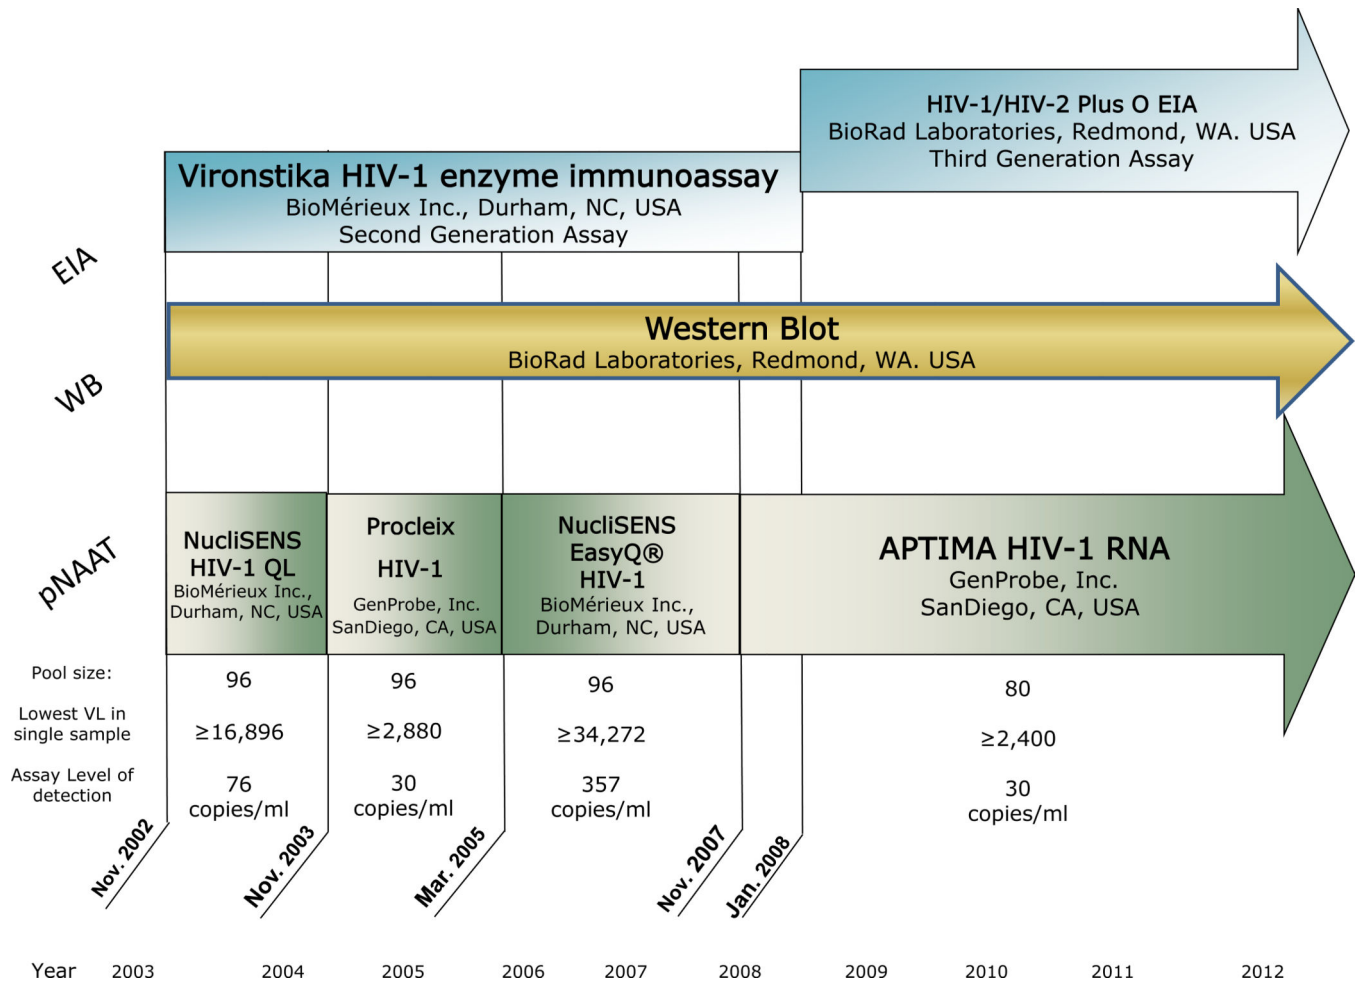 HIV-1/HIV-2 Plus O EIA
BioRad Laboratories, Redmond, WA. USA
Third Generation Assay
Vironstika HIV-1 enzyme immunoassay
BioMérieux Inc., Durham, NC, USA
Second Generation Assay
EIA
Western Blot
BioRad Laboratories, Redmond, WA. USA
WB
pNAAT
NucliSENS
HIV-1 QL
BioMérieux Inc.,
Durham, NC, USA
Procleix
HIV-1
GenProbe, Inc.
SanDiego, CA, USA
NucliSENS
EasyQ®
HIV-1
BioMérieux Inc.,
Durham, NC, USA
APTIMA HIV-1 RNA
GenProbe, Inc.
SanDiego, CA, USA
Pool size: 96 96 96 80
Lowest VL in
single sample ≥16,896 ≥2,880 ≥34,272 ≥2,400
Assay Level of
detection
76
copies/ml
30
copies/ml
357
copies/ml
30
copies/ml
Nov. 2002
Nov. 2003
Mar. 2005
Nov. 2007
Jan. 2008
Year 2003 2004 2005 2006 2007 2008 2009 2010 2011 2012